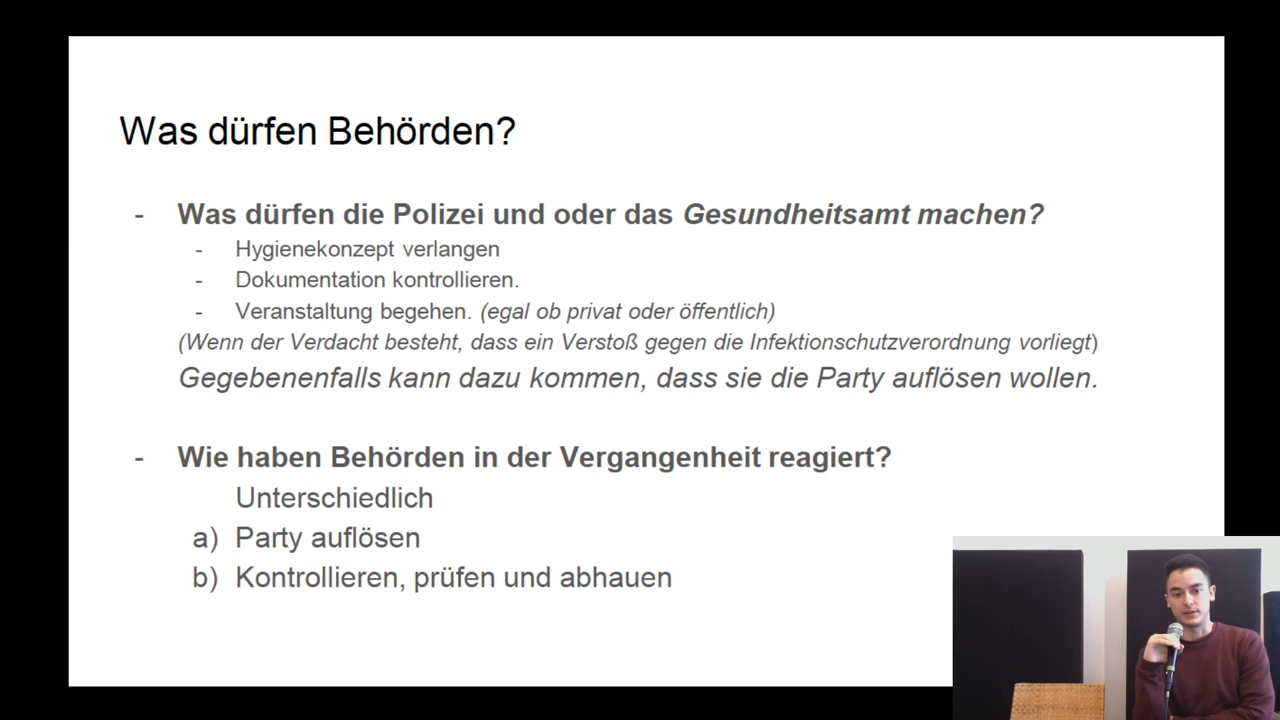 Was dürfen Behörden?
- Was dürfen die Polizei und oder das Gesundheitsamt machen?
- Hygienekonzept verlangen
- Dokumentation kontrollieren.
- Veranstaltung begehen. (egal ob privat oder öffentlich)
(Wenn der Verdacht besteht, dass ein Verstoß gegen die Infektionschutzverordnung vorliegt)
Gegebenenfalls kann dazu kommen, dass sie die Party auflösen wollen.
- Wie haben Behörden in der Vergangenheit reagiert?
Unterschiedlich
a) Party auflösen
b) Kontrollieren, prüfen und abhauen